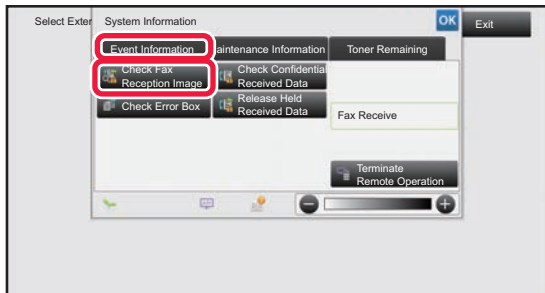 Select Exter
System Information
OK
Exit
Event Information
aintenance Information
Toner Remaining
Check Fax
Reception Image
Check Confidential
Received Data
Check Error Box
Release Held
Received Data
Fax Receive
Terminate
Remote Operation